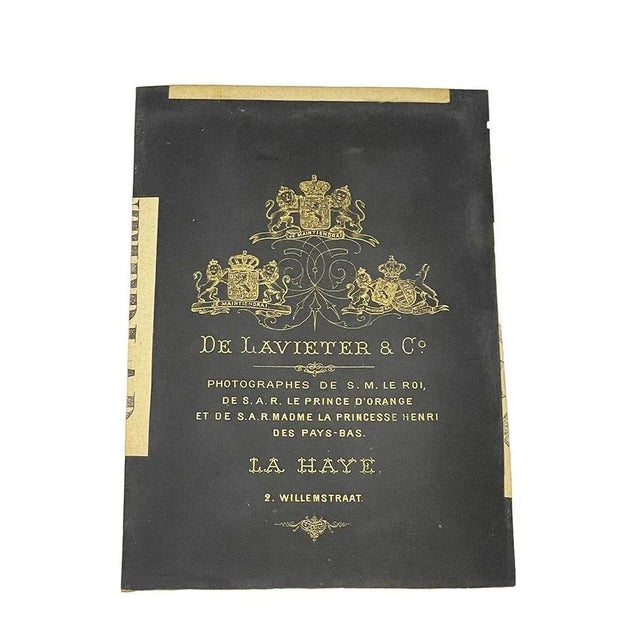 JE MAINTIENDRAI
JE MAINTIENDRAI
DE LAVIETER & Co
PHOTOGRAPHES DE S. M. LE ROI,
DE S. A. R. LE PRINCE D'ORANGE
ET DE S. A. R. MADME LA PRINCESSE HENRI
DES PAYS-BAS.
LA HAYE.
2. WILLEMSTRAAT.